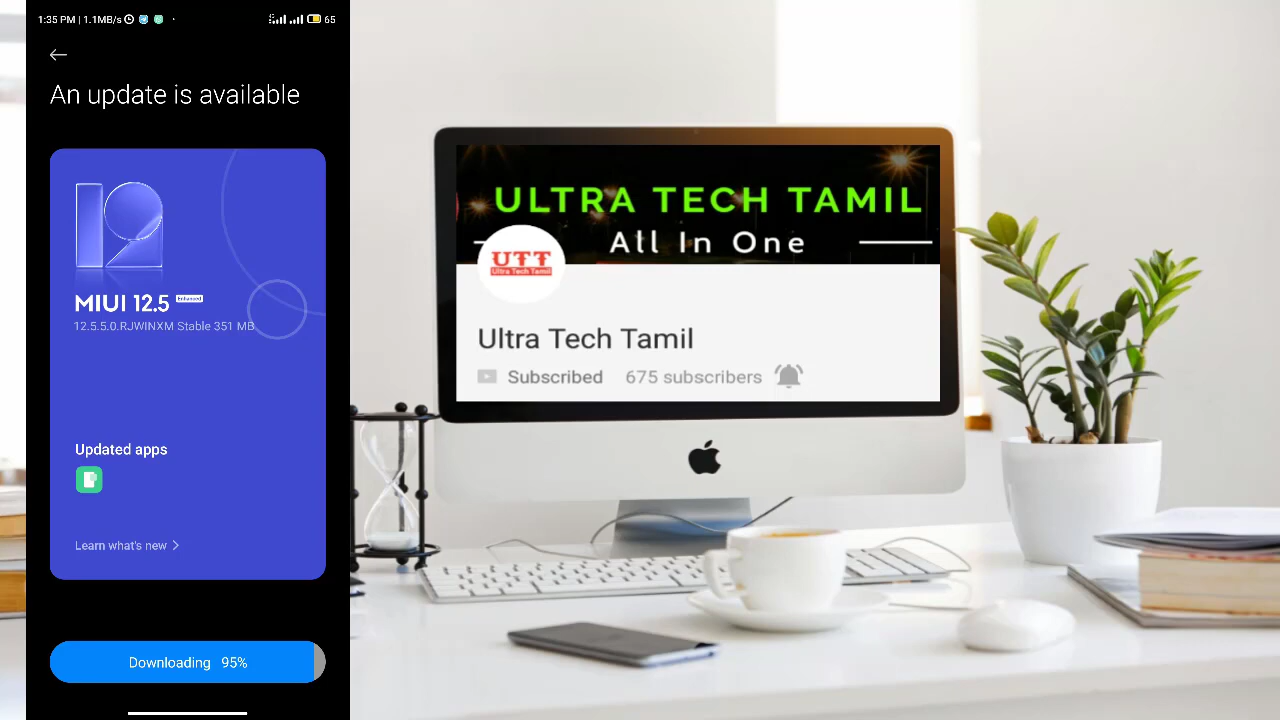 1:35 PM | 1.1MB/s
65
An update is available
12
MIUI 12.5 Enhanced
12.5.5.0.RJWINXM Stable 351 MB
Updated apps
Learn what's new
Downloading 95%
ULTRA TECH TAMIL
All In One
UTT
Ultra Tech Tamil
Ultra Tech Tamil
Subscribed 675 subscribers